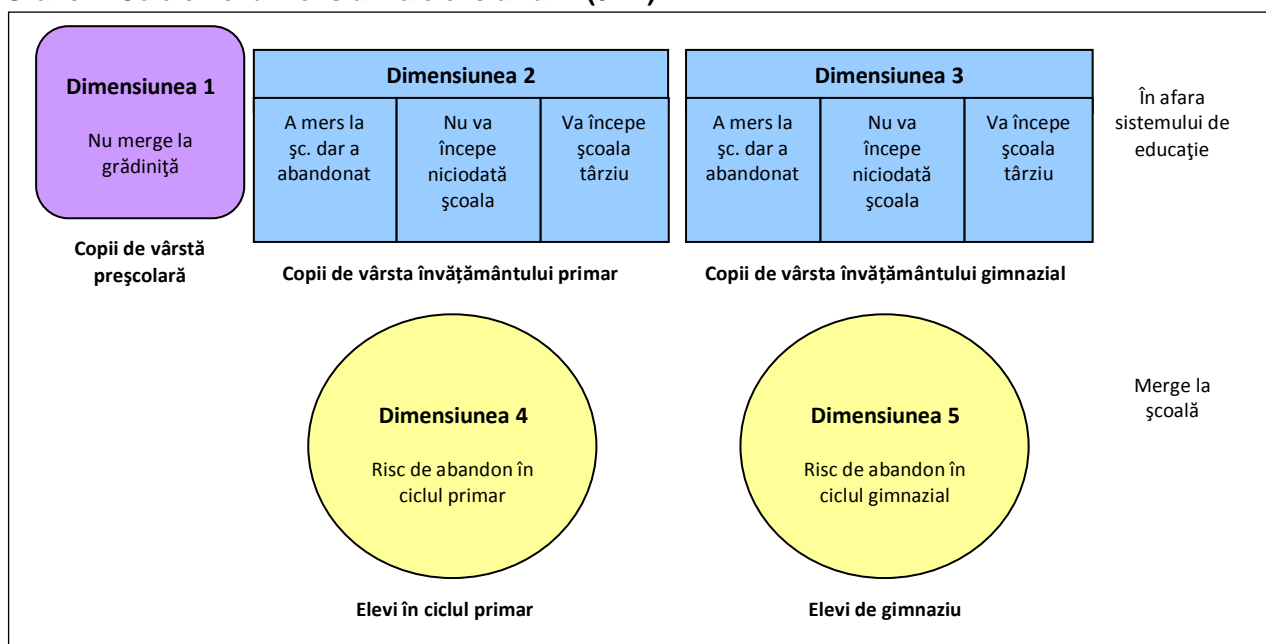 Dimensiunea 1
Nu merge la
grădiniţă
Copii de vârstă
preşcolară
Dimensiunea 2
A mers la
şc. dar a
abandonat
Nu va
începe
niciodată
şcoala
Va începe
şcoala
târziu
Copii de vârsta învățământului primar
Dimensiunea 3
A mers la
şc. dar a
abandonat
Nu va
începe
niciodată
şcoala
Va începe
şcoala
târziu
Copii de vârsta învățământului gimnazial
În afara
sistemului de
educaţie
Dimensiunea 4
Risc de abandon în
ciclul primar
Elevi în ciclul primar
Dimensiunea 5
Risc de abandon în
ciclul gimnazial
Elevi de gimnaziu
Merge la
şcoală